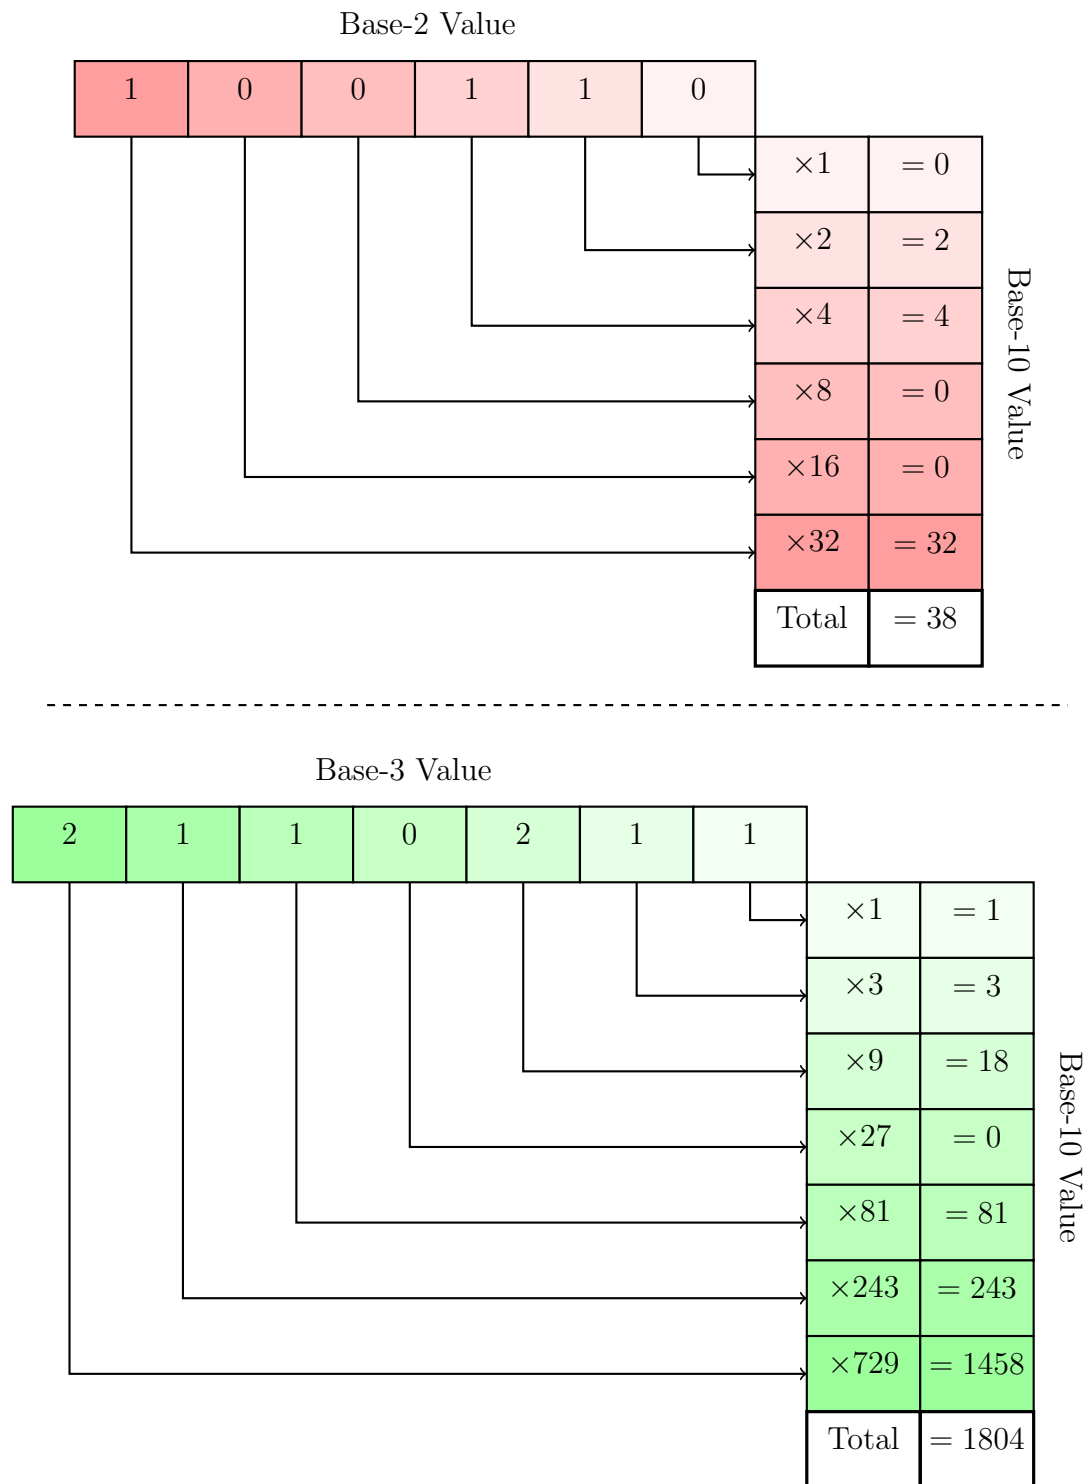 Base-2 Value
1 0 0 1 1 0
×1 = 0
×2 = 2
×4 = 4
×8 = 0
×16 = 0
×32 = 32
Total = 38
Base-10 Value
Base-3 Value
2 1 1 0 2 1 1
×1 = 1
×3 = 3
×9 = 18
×27 = 0
×81 = 81
×243 = 243
×729 = 1458
Total = 1804
Base-10 Value